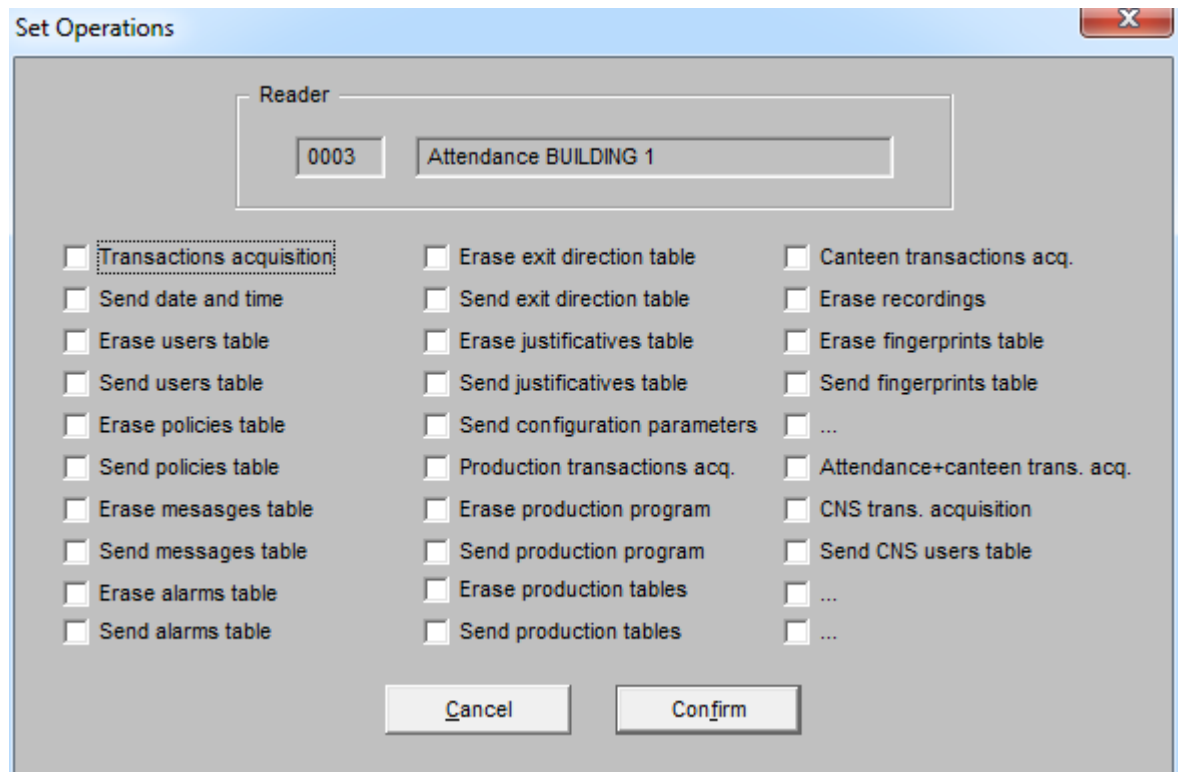 Set Operations
Reader
0003 Attendance BUILDING 1
Transactions acquisition
Send date and time
Erase users table
Send users table
Erase policies table
Send policies table
Erase mesasges table
Send messages table
Erase alarms table
Send alarms table
Erase exit direction table
Send exit direction table
Erase justificatives table
Send justificatives table
Send configuration parameters
Production transactions acq.
Erase production program
Send production program
Erase production tables
Send production tables
Canteen transactions acq.
Erase recordings
Erase fingerprints table
Send fingerprints table
...
Attendance+canteen trans. acq.
CNS trans. acquisition
Send CNS users table
...
...
Cancel
Confirm